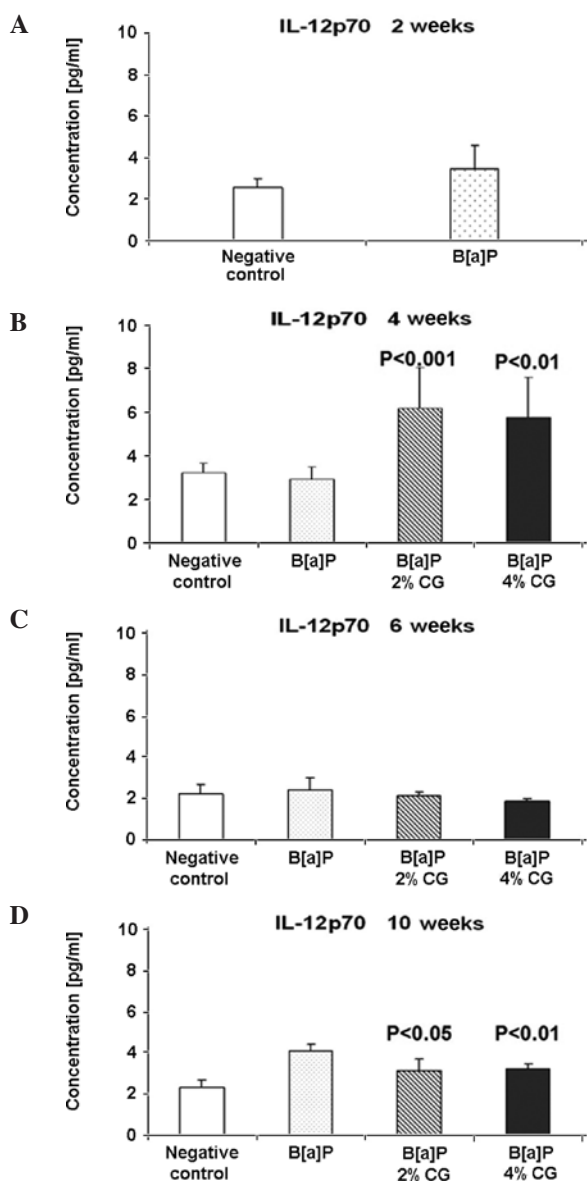 A
IL-12p70 2 weeks
Concentration [pg/ml]
10
8
6
4
2
0
Negative control
B[a]P
B
IL-12p70 4 weeks
Concentration [pg/ml]
10
8
6
4
2
0
P<0.001
P<0.01
Negative control
B[a]P
B[a]P 2% CG
B[a]P 4% CG
C
IL-12p70 6 weeks
Concentration [pg/ml]
10
8
6
4
2
0
Negative control
B[a]P
B[a]P 2% CG
B[a]P 4% CG
D
IL-12p70 10 weeks
Concentration [pg/ml]
10
8
6
4
2
0
P<0.05
P<0.01
Negative control
B[a]P
B[a]P 2% CG
B[a]P 4% CG